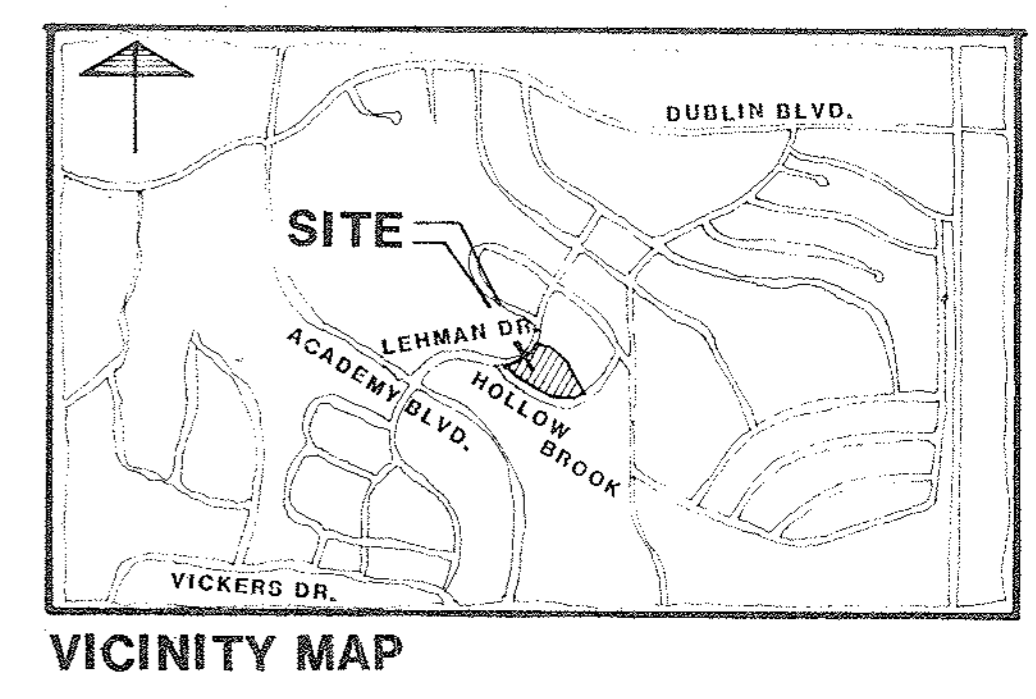 DUBLIN BLVD.
SITE
LEHMAN DR.
ACADEMY BLVD.
HOLLOW
BROOK
VICKERS DR.
VICINITY MAP